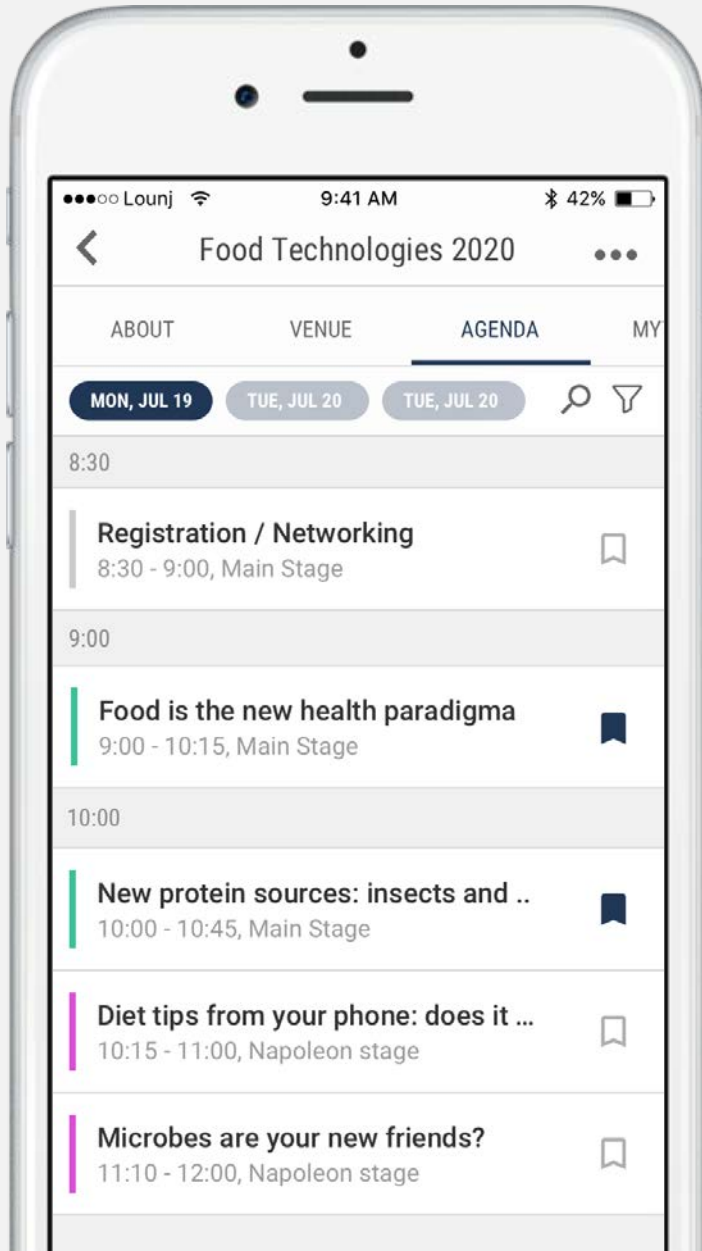 Lounj 9:41 AM 42%
Food Technologies 2020
ABOUT VENUE AGENDA MY
MON, JUL 19 TUE, JUL 20 TUE, JUL 20
8:30
Registration / Networking
8:30 - 9:00, Main Stage
9:00
Food is the new health paradigma
9:00 - 10:15, Main Stage
10:00
New protein sources: insects and ..
10:00 - 10:45, Main Stage
Diet tips from your phone: does it ...
10:15 - 11:00, Napoleon stage
Microbes are your new friends?
11:10 - 12:00, Napoleon stage